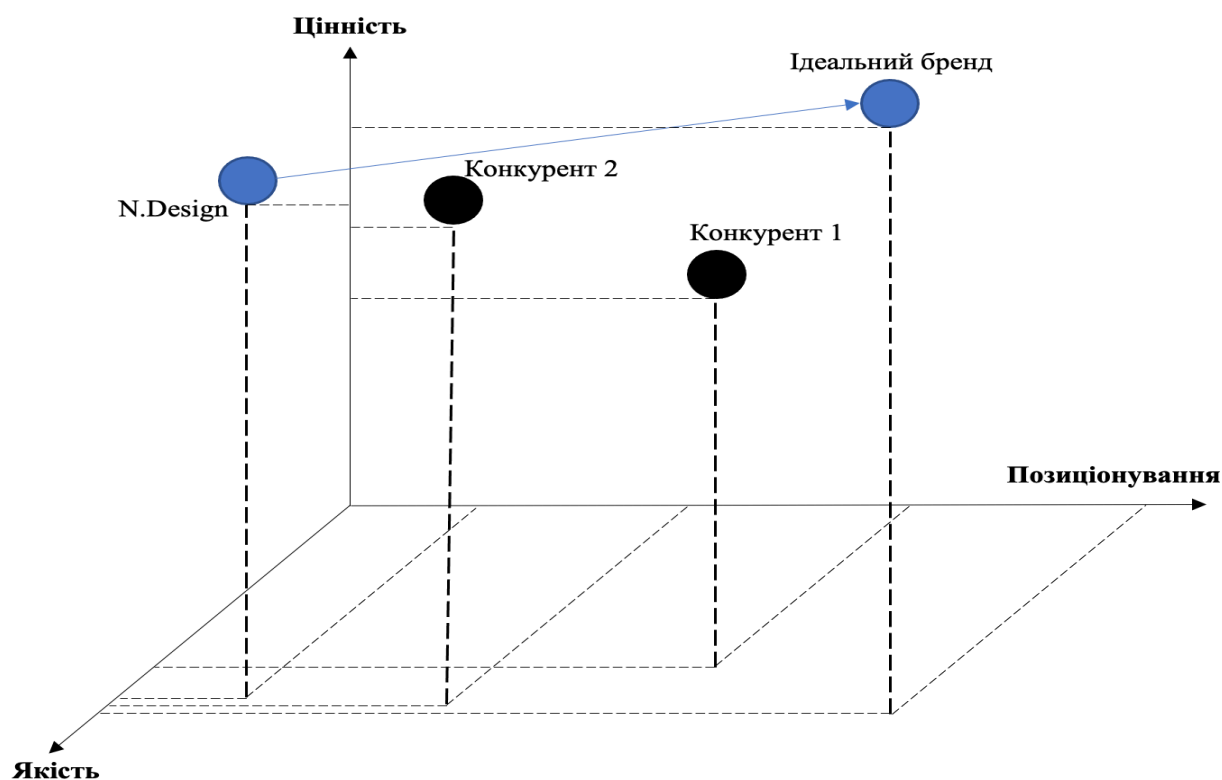 Цінність
Ідеальний бренд
Конкурент 2
N.Design
Конкурент 1
Позиціонування
Якість